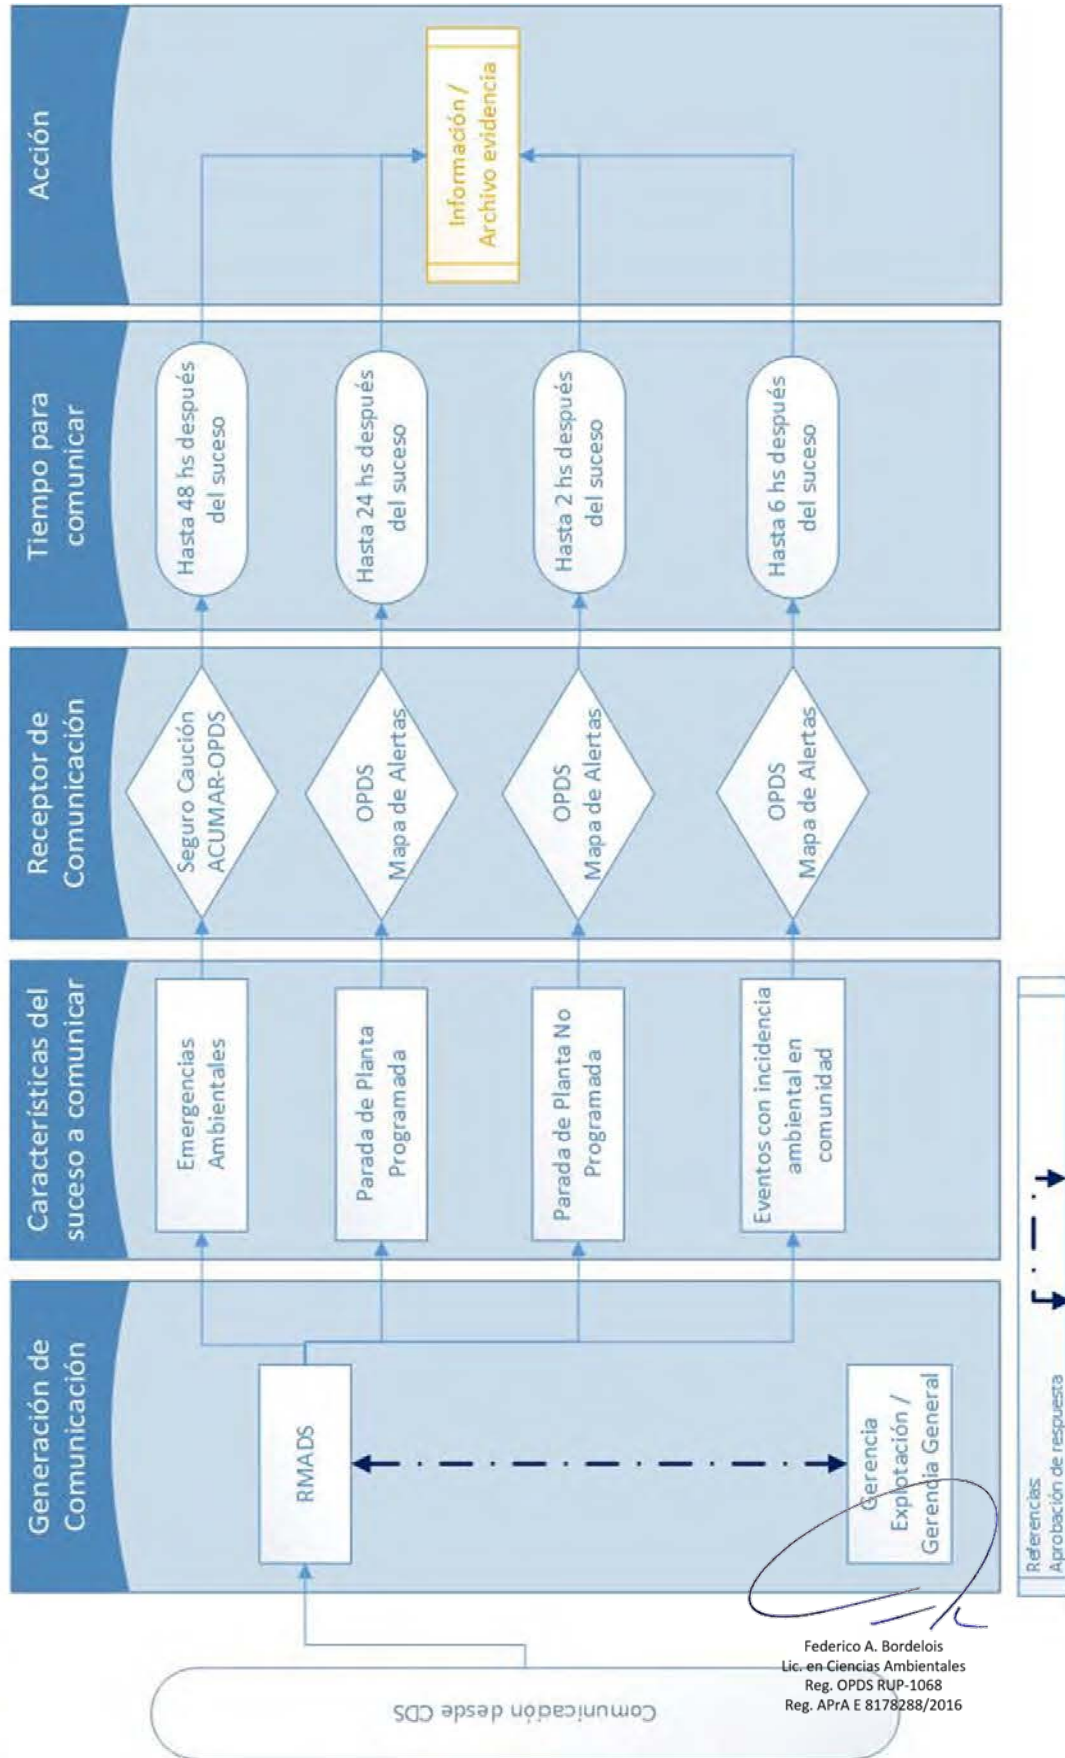 Comunicación desde CDS
Generación de
Comunicación
RMADS
Gerencia
Explotación /
Gerencia General
Características del
suceso a comunicar
Emergencias
Ambientales
Parada de Planta
Programada
Parada de Planta No
Programada
Eventos con incidencia
ambiental en
comunidad
Receptor de
Comunicación
Seguro Caución
ACUMAR-OPDS
OPDS
Mapa de Alertas
OPDS
Mapa de Alertas
OPDS
Mapa de Alertas
Tiempo para
comunicar
Hasta 48 hs después
del suceso
Hasta 24 hs después
del suceso
Hasta 2 hs después
del suceso
Hasta 6 hs después
del suceso
Acción
Información /
Archivo evidencia
Referencias
Aprobación de respuesta
Federico A. Bordelois
Lic. en Ciencias Ambientales
Reg. OPDS RUP-1068
Reg. APrA E 8178288/2016